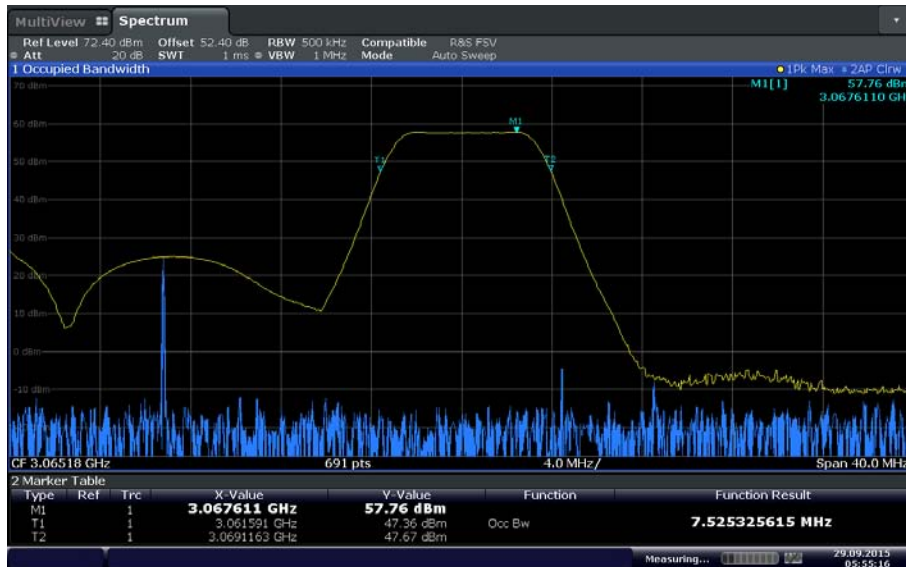 MultiView Spectrum
Ref Level 72.40 dBm Offset 52.40 dB RBW 500 kHz Compatible R&S FSV
Att 20 dB SWT 1 ms VBW 1 MHz Mode Auto Sweep
1 Occupied Bandwidth 1Pk Max 2AP Clrw
M1[1] 57.76 dBm
3.0676110 GH
70 dBm
60 dBm
M1
50 dBm
T1 T2
40 dBm
30 dBm
20 dBm
10 dBm
0 dBm
-10 dBm
CF 3.06518 GHz 691 pts 4.0 MHz/ Span 40.0 MHz
2 Marker Table
Type Ref Trc X-Value Y-Value Function Function Result
M1 1 3.067611 GHz 57.76 dBm
T1 1 3.061591 GHz 47.36 dBm Occ Bw 7.525325615 MHz
T2 1 3.0691163 GHz 47.67 dBm
Measuring... 29.09.2015
05:55:16